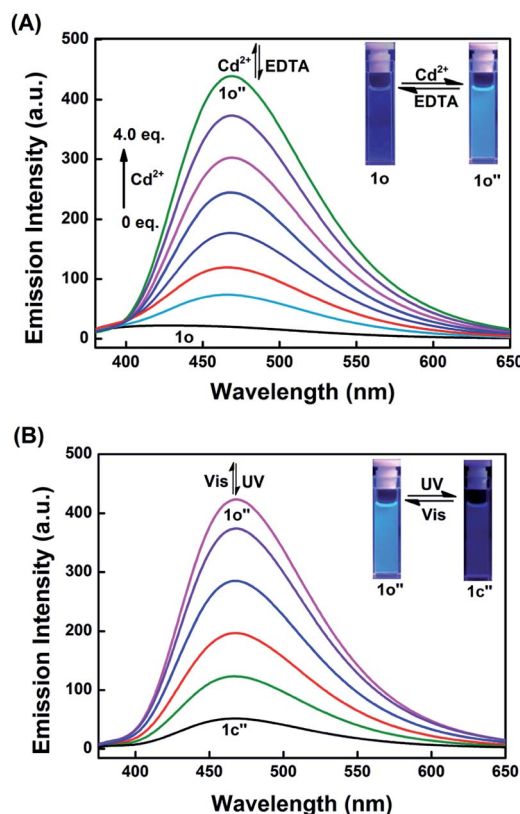 (A)
500
400
300
200
100
0
400
450
500
550
600
650
Emission Intensity (a.u.)
Wavelength (nm)
Cd²⁺ EDTA
1o''
4.0 eq.
Cd²⁺
0 eq.
1o
Cd²⁺
EDTA
1o
1o''
(B)
500
400
300
200
100
0
400
450
500
550
600
650
Emission Intensity (a.u.)
Wavelength (nm)
Vis UV
1o''
1c''
UV
Vis
1o''
1c''